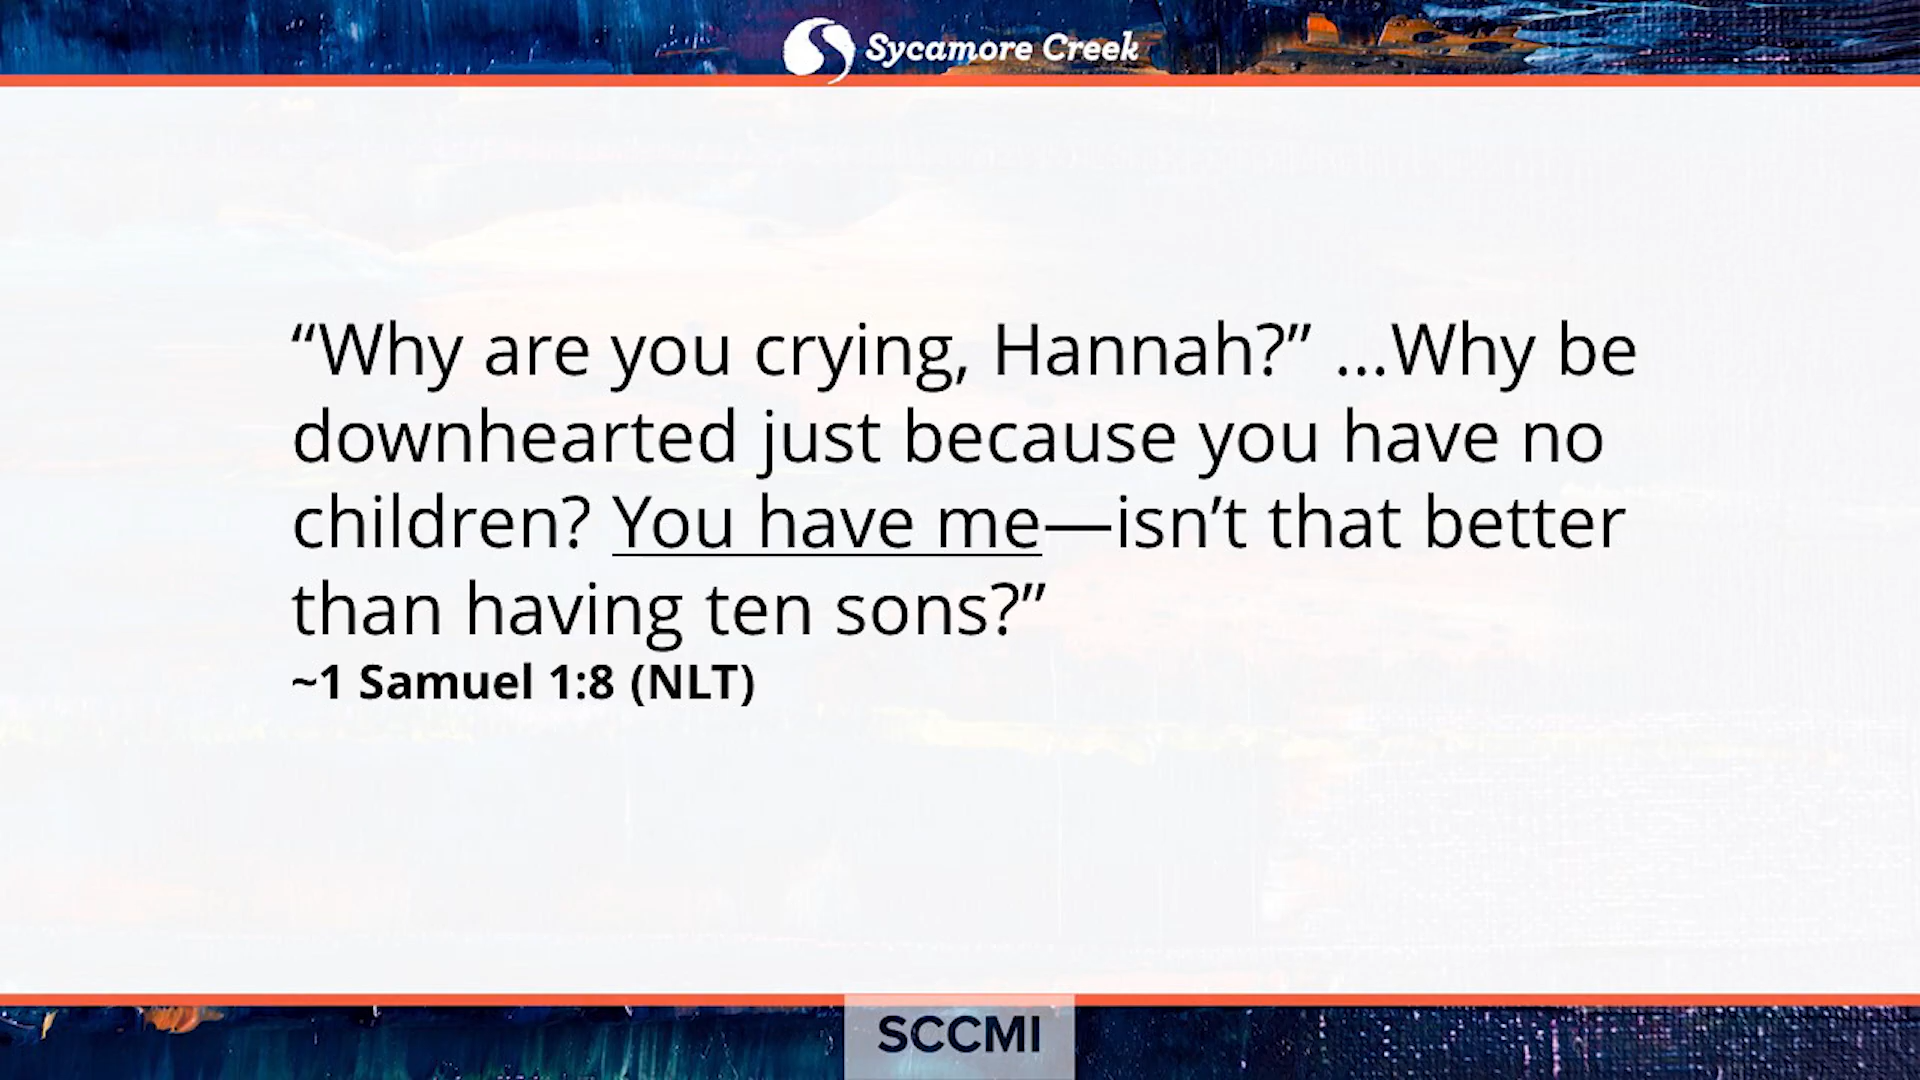 Sycamore Creek
“Why are you crying, Hannah?” ...Why be
downhearted just because you have no
children? You have me—isn’t that better
than having ten sons?”
~1 Samuel 1:8 (NLT)
SCCMI